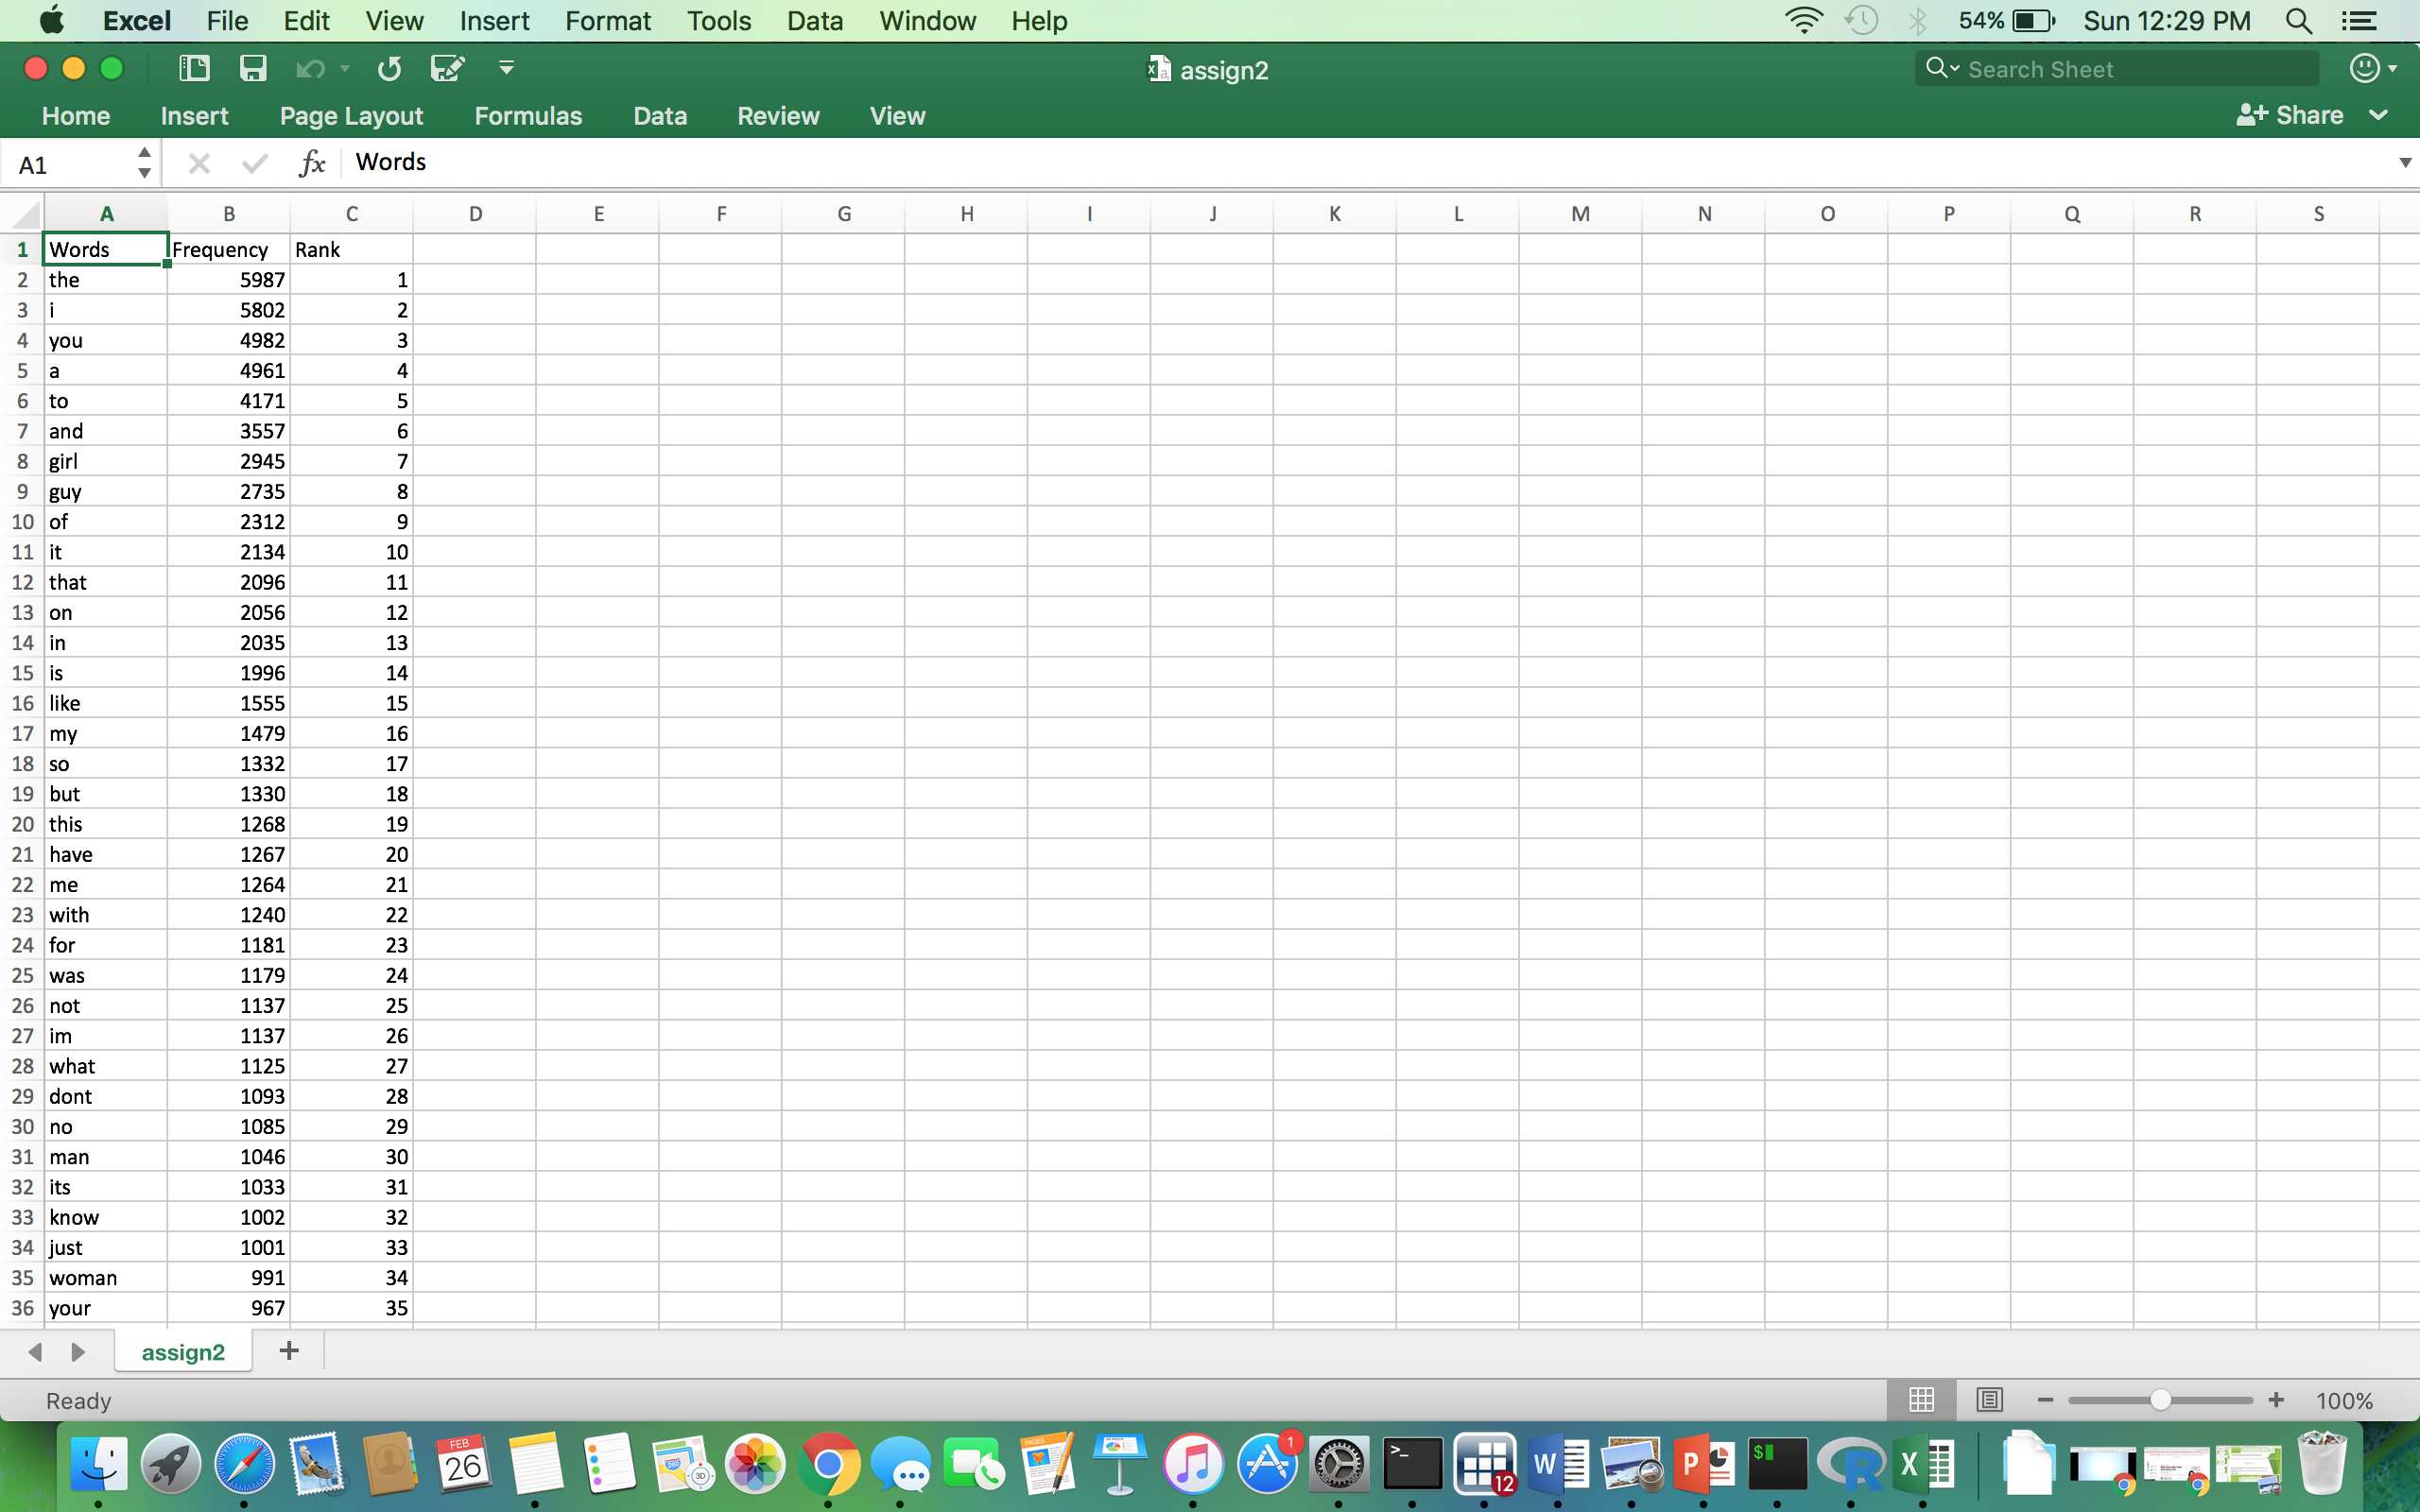 Excel File Edit View Insert Format Tools Data Window Help 54% Sun 12:29 PM
assign2 Search Sheet
Home Insert Page Layout Formulas Data Review View Share
A1 fx Words
A B C D E F G H I J K L M N O P Q R S
1 Words Frequency Rank
2 the 5987 1
3 i 5802 2
4 you 4982 3
5 a 4961 4
6 to 4171 5
7 and 3557 6
8 girl 2945 7
9 guy 2735 8
10 of 2312 9
11 it 2134 10
12 that 2096 11
13 on 2056 12
14 in 2035 13
15 is 1996 14
16 like 1555 15
17 my 1479 16
18 so 1332 17
19 but 1330 18
20 this 1268 19
21 have 1267 20
22 me 1264 21
23 with 1240 22
24 for 1181 23
25 was 1179 24
26 not 1137 25
27 im 1137 26
28 what 1125 27
29 dont 1093 28
30 no 1085 29
31 man 1046 30
32 its 1033 31
33 know 1002 32
34 just 1001 33
35 woman 991 34
36 your 967 35
assign2 +
Ready 100%
FEB 26 280 3D PAGES 1 >_ 12 W P $ R X